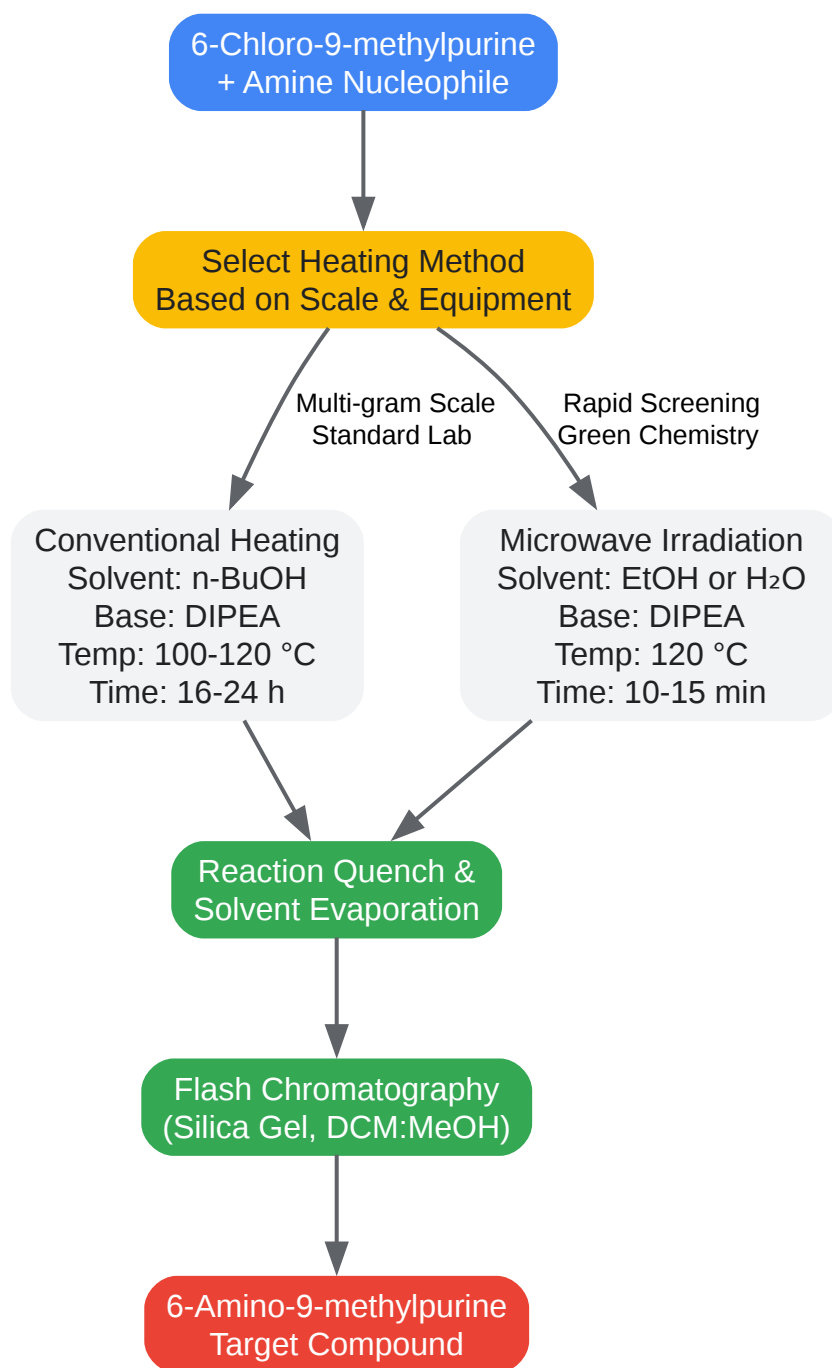 6-Chloro-9-methylpurine
+ Amine Nucleophile
Select Heating Method
Based on Scale & Equipment
Multi-gram Scale
Standard Lab
Rapid Screening
Green Chemistry
Conventional Heating
Solvent: n-BuOH
Base: DIPEA
Temp: 100-120 °C
Time: 16-24 h
Microwave Irradiation
Solvent: EtOH or H₂O
Base: DIPEA
Temp: 120 °C
Time: 10-15 min
Reaction Quench &
Solvent Evaporation
Flash Chromatography
(Silica Gel, DCM:MeOH)
6-Amino-9-methylpurine
Target Compound